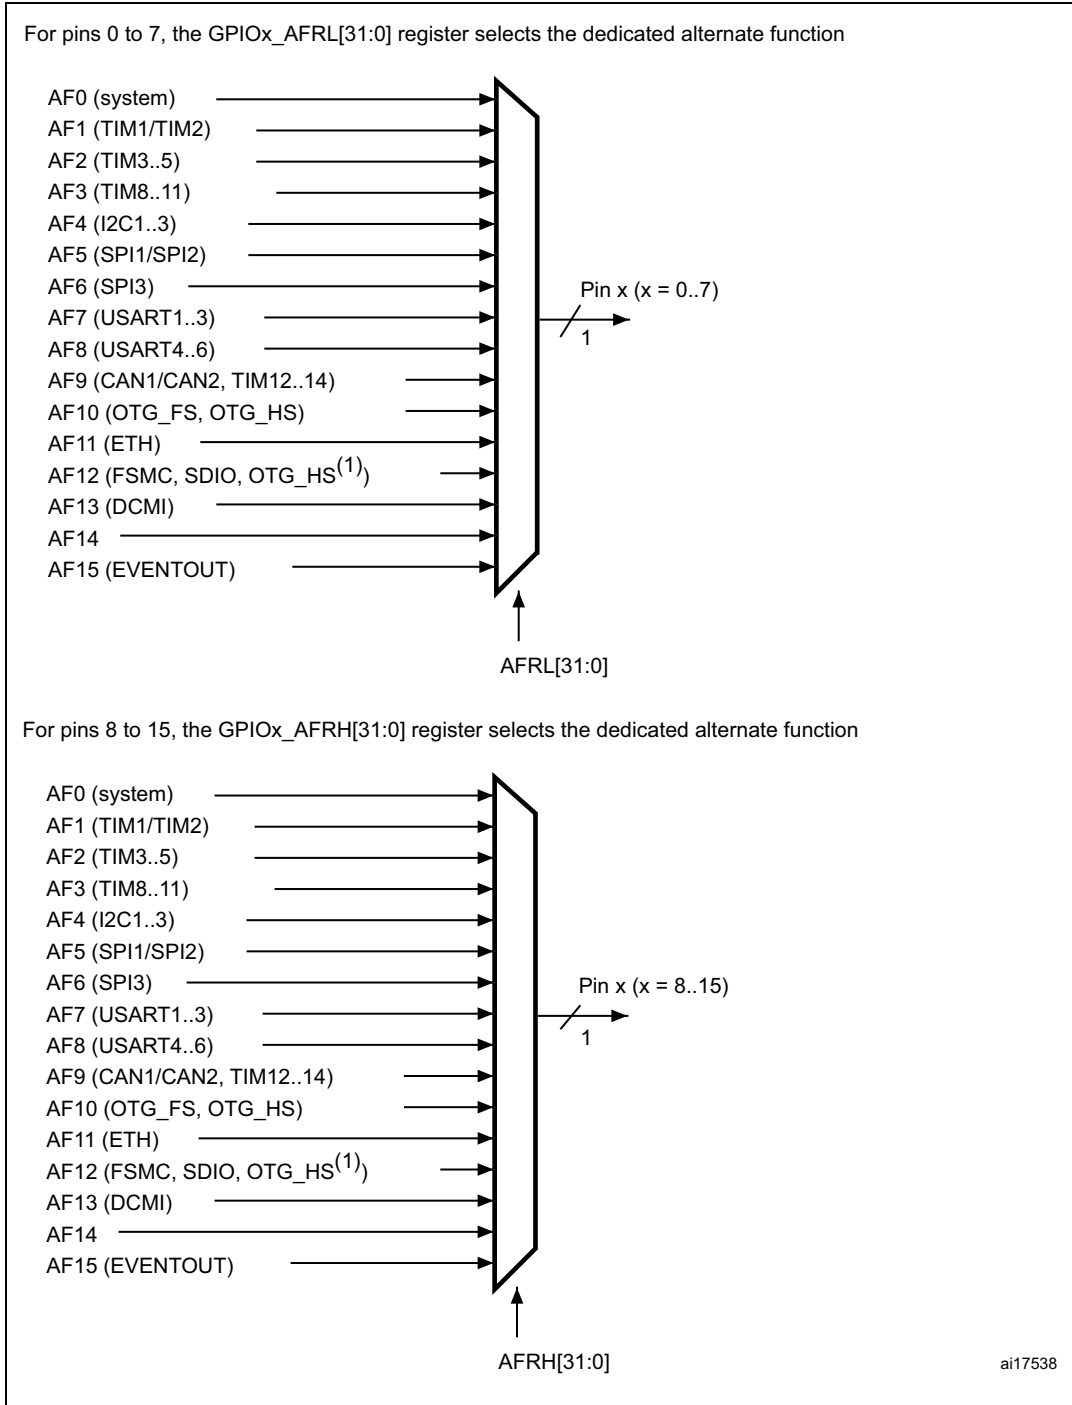 For pins 0 to 7, the GPIOx_AFRL[31:0] register selects the dedicated alternate function
AF0 (system)
AF1 (TIM1/TIM2)
AF2 (TIM3..5)
AF3 (TIM8..11)
AF4 (I2C1..3)
AF5 (SPI1/SPI2)
AF6 (SPI3)
AF7 (USART1..3)
AF8 (USART4..6)
AF9 (CAN1/CAN2, TIM12..14)
AF10 (OTG_FS, OTG_HS)
AF11 (ETH)
AF12 (FSMC, SDIO, OTG_HS(1))
AF13 (DCMI)
AF14
AF15 (EVENTOUT)
Pin x (x = 0..7)
1
AFRL[31:0]
For pins 8 to 15, the GPIOx_AFRH[31:0] register selects the dedicated alternate function
AF0 (system)
AF1 (TIM1/TIM2)
AF2 (TIM3..5)
AF3 (TIM8..11)
AF4 (I2C1..3)
AF5 (SPI1/SPI2)
AF6 (SPI3)
AF7 (USART1..3)
AF8 (USART4..6)
AF9 (CAN1/CAN2, TIM12..14)
AF10 (OTG_FS, OTG_HS)
AF11 (ETH)
AF12 (FSMC, SDIO, OTG_HS(1))
AF13 (DCMI)
AF14
AF15 (EVENTOUT)
Pin x (x = 8..15)
1
AFRH[31:0]
ai17538